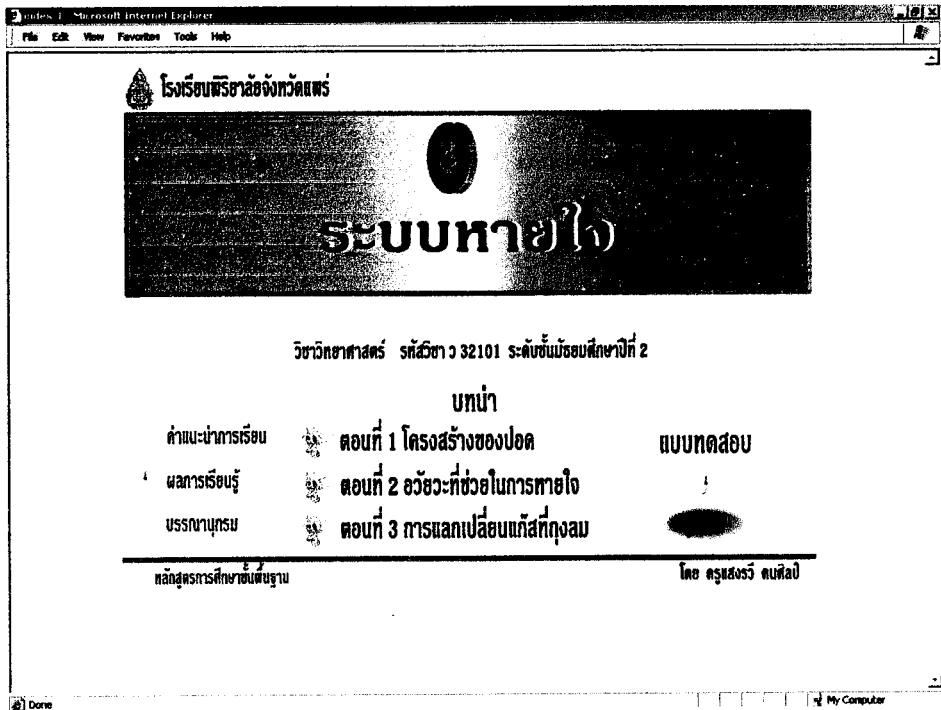 index 1 Microsoft Internet Explorer
File Edit View Favorites Tools Help
โรงเรียนพิริยาลัยจังหวัดแพร่
ระบบหายใจ
วิชาวิทยาศาสตร์ รหัสวิชา ว 32101 ระดับชั้นมัธยมศึกษาปีที่ 2
บทนำ
คำแนะนำการเรียน
ตอนที่ 1 โครงสร้างของปอด
แบบทดสอบ
ผลการเรียนรู้
ตอนที่ 2 อวัยวะที่ช่วยในการหายใจ
บรรณานุกรม
ตอนที่ 3 การแลกเปลี่ยนแก๊สที่ถุงลม
หลักสูตรการศึกษาขั้นพื้นฐาน
โดย ครูแสงรวี คนศิลป์
Done
My Computer